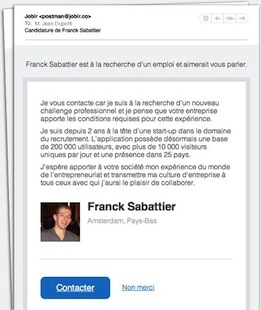 Jobir <postman@jobir.co>
To: M. Jean Dupont
Candidature de Franck Sabattier
Franck Sabattier est à la recherche d'un emploi et aimerait vous parler.
Je vous contacte car je suis à la recherche d'un nouveau
challenge professionnel et je pense que votre entreprise
apporte les conditions requises pour cette expérience.
Je suis depuis 2 ans à la tête d'une start-up dans le domaine
du recrutement. L'application possède désormais une base
de 200 000 utilisateurs, avec plus de 10 000 visiteurs
uniques par jour et une présence dans 25 pays.
J'espère apporter à votre société mon expérience du monde
de l'entrepreneuriat et transmettre ma culture d'entreprise à
tous ceux avec qui j'aurai le plaisir de collaborer.
Franck Sabattier
Amsterdam, Pays-Bas
Contacter
Non merci